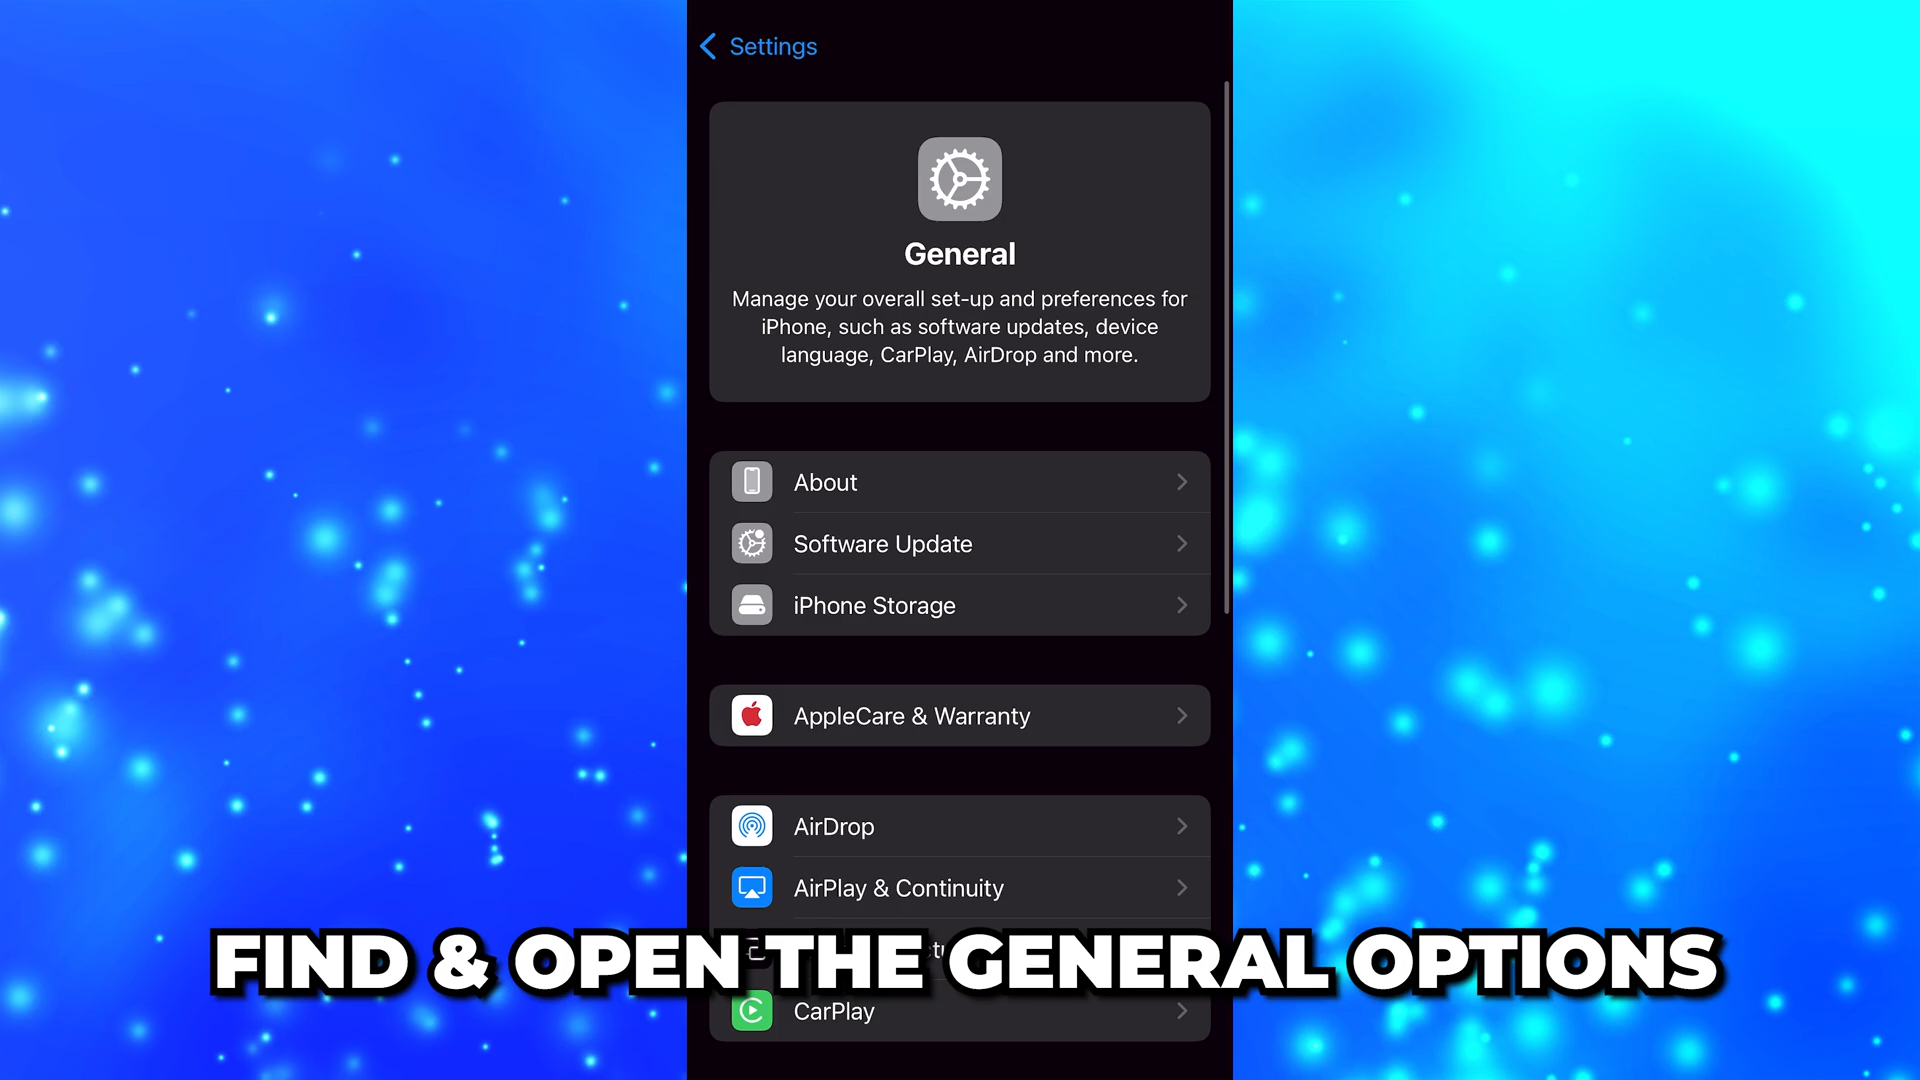 Settings
General
Manage your overall set-up and preferences for
iPhone, such as software updates, device
language, CarPlay, AirDrop and more.
About
Software Update
iPhone Storage
AppleCare & Warranty
AirDrop
AirPlay & Continuity
FIND & OPEN THE GENERAL OPTIONS
CarPlay